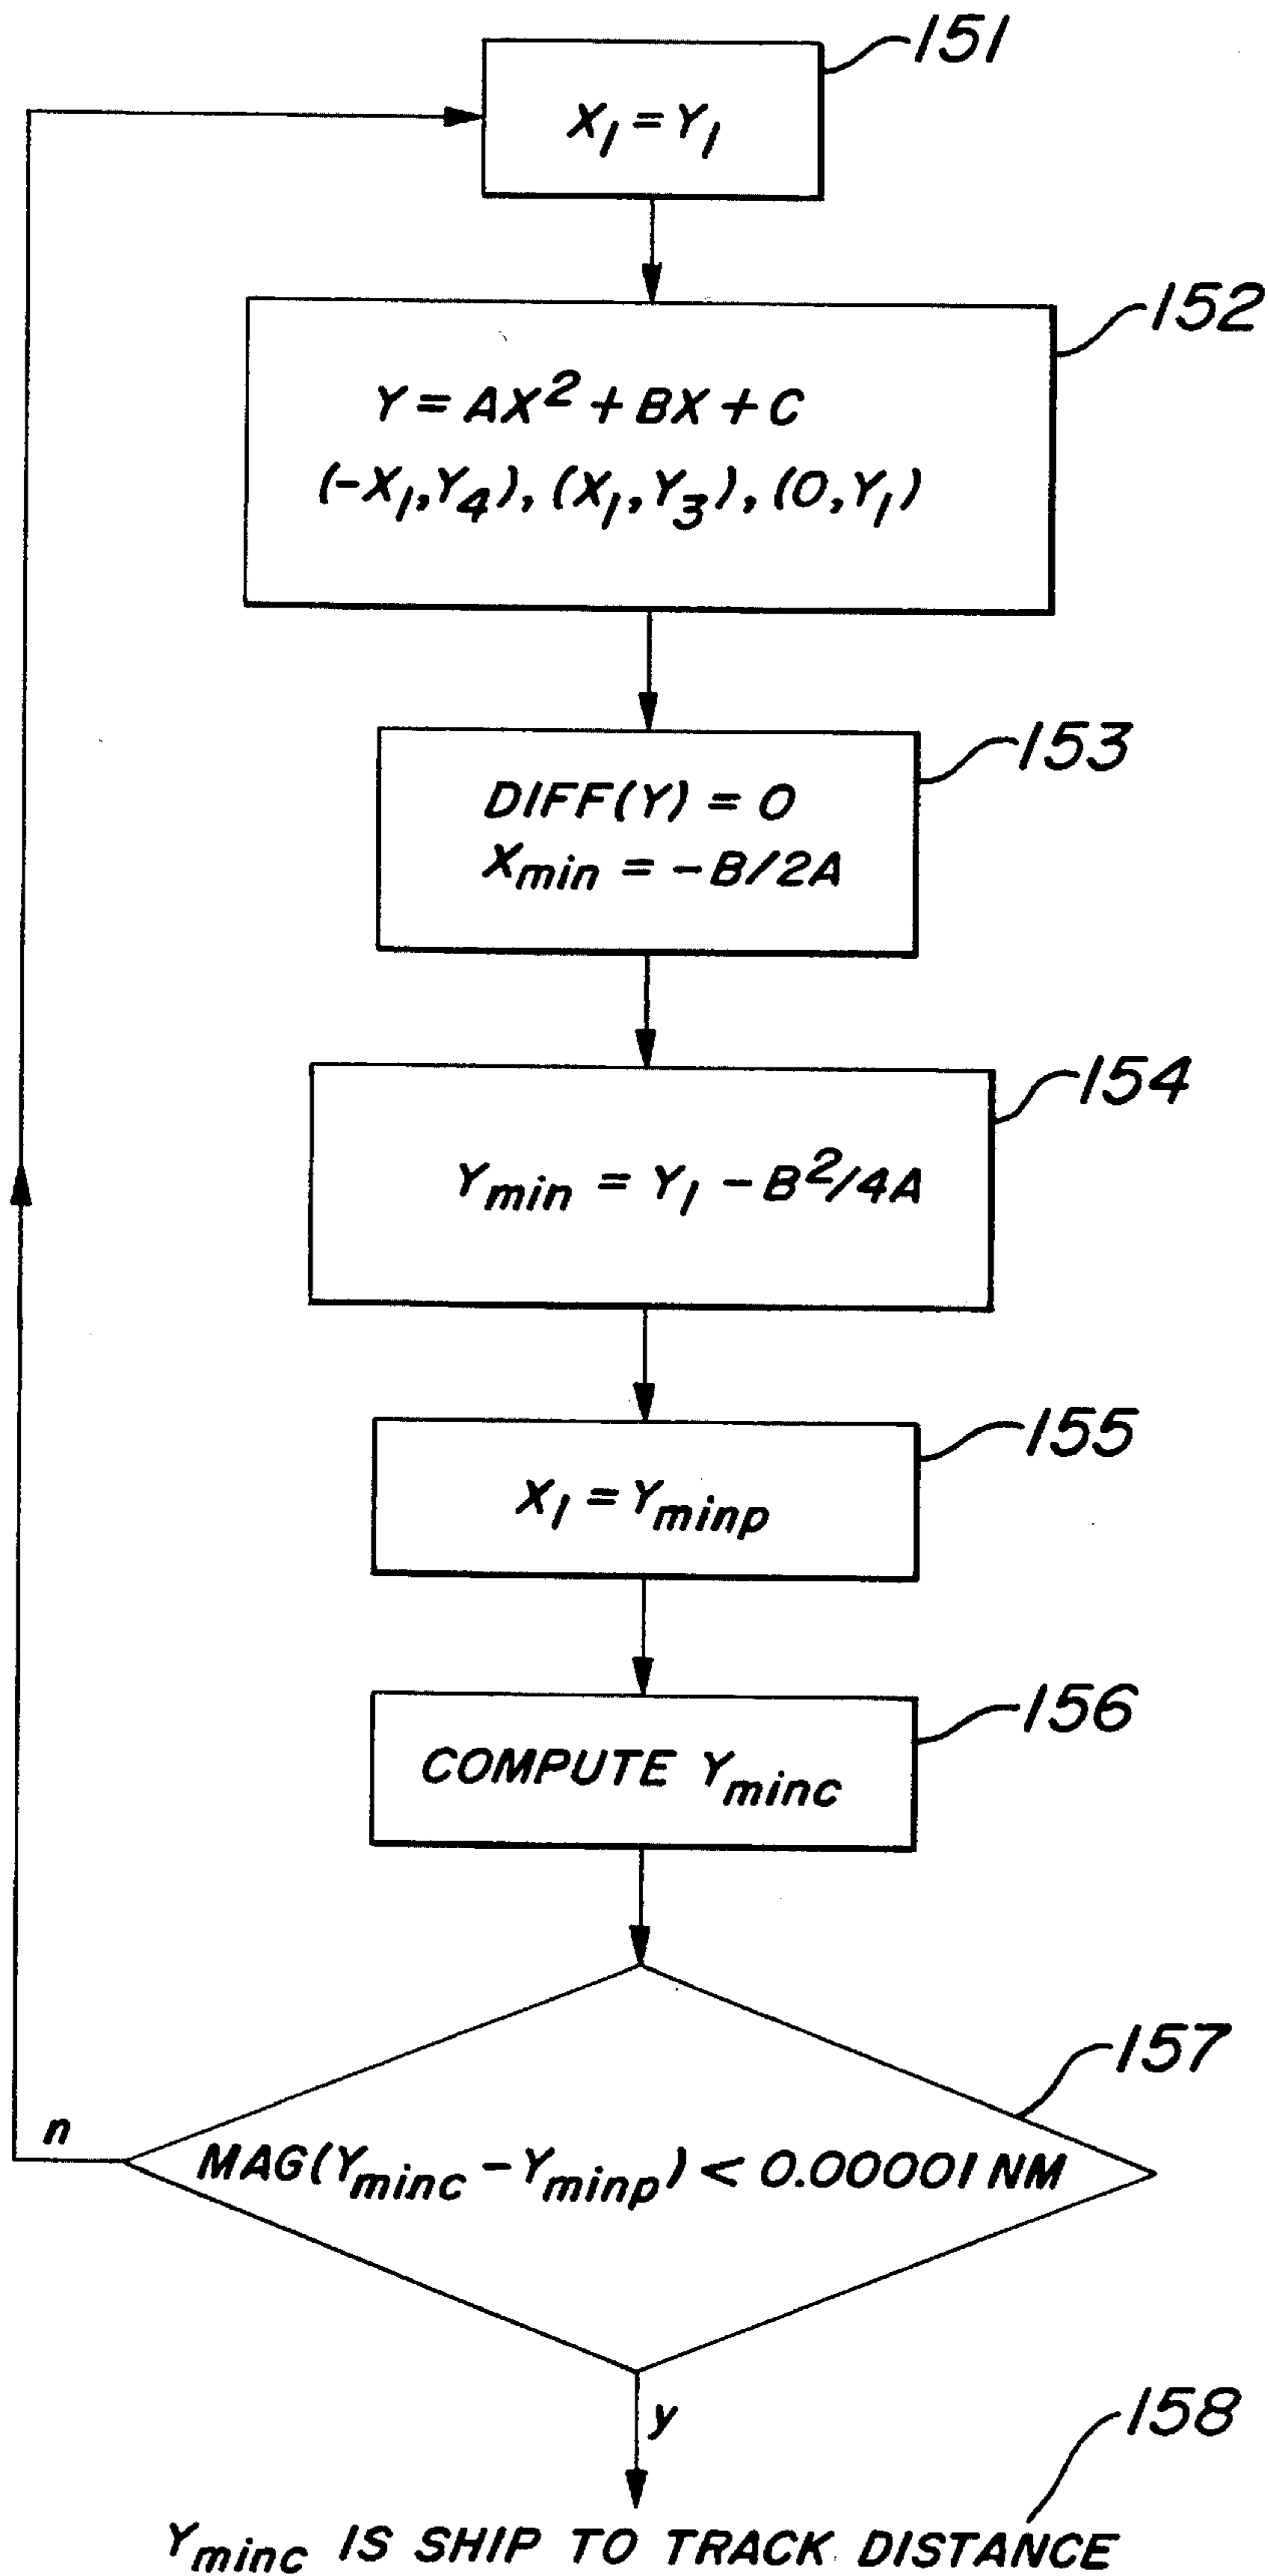 151
X₁ = Y₁
152
Y = AX² + BX + C
(-X₁,Y₄), (X₁,Y₃), (0,Y₁)
153
DIFF(Y) = 0
Xmin = -B/2A
154
Ymin = Y₁ - B²/4A
155
X₁ = Yminp
156
COMPUTE Yminc
157
n
MAG(Yminc - Yminp) < 0.00001 NM
y
158
Yminc IS SHIP TO TRACK DISTANCE